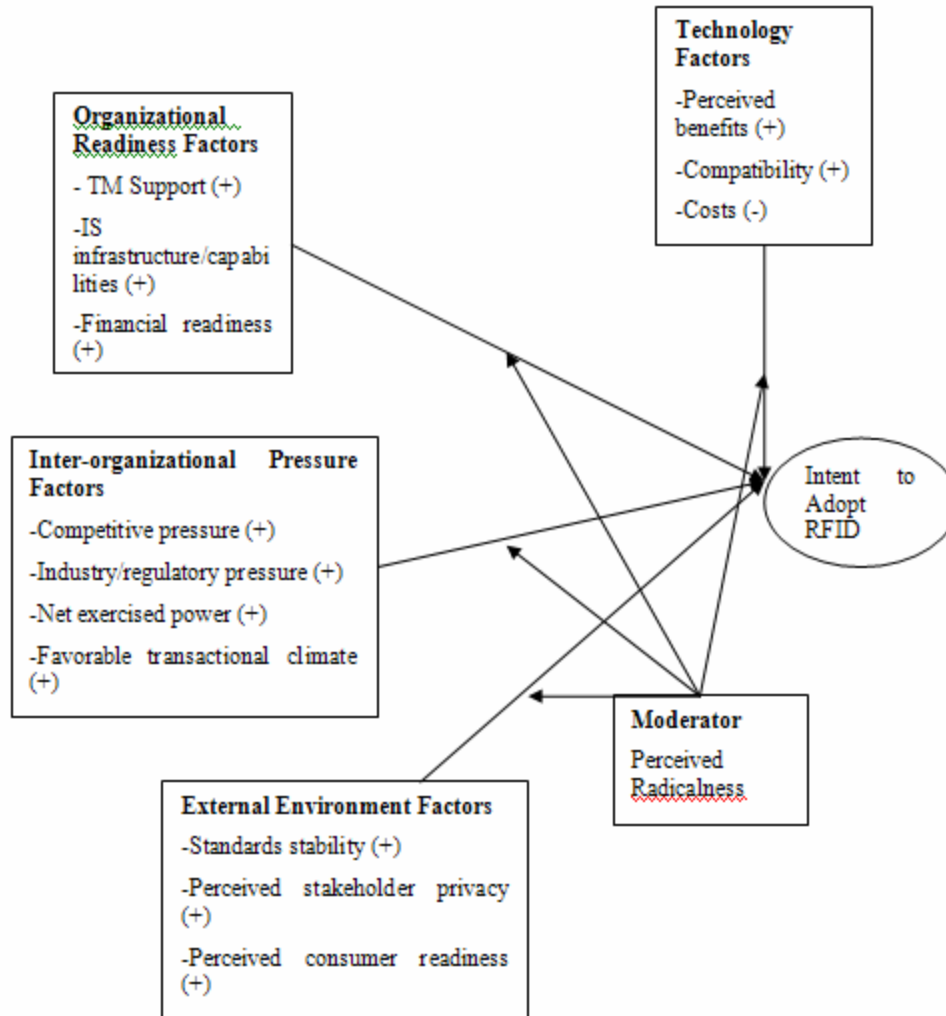 Technology
Factors
-Perceived
benefits (+)
-Compatibility (+)
-Costs (-)
Organizational
Readiness Factors
- TM Support (+)
-IS
infrastructure/capabi
lities (+)
-Financial readiness
(+)
Inter-organizational Pressure
Factors
-Competitive pressure (+)
-Industry/regulatory pressure (+)
-Net exercised power (+)
-Favorable transactional climate
(+)
Intent to
Adopt
RFID
Moderator
Perceived
Radicalness
External Environment Factors
-Standards stability (+)
-Perceived stakeholder privacy
(+)
-Perceived consumer readiness
(+)